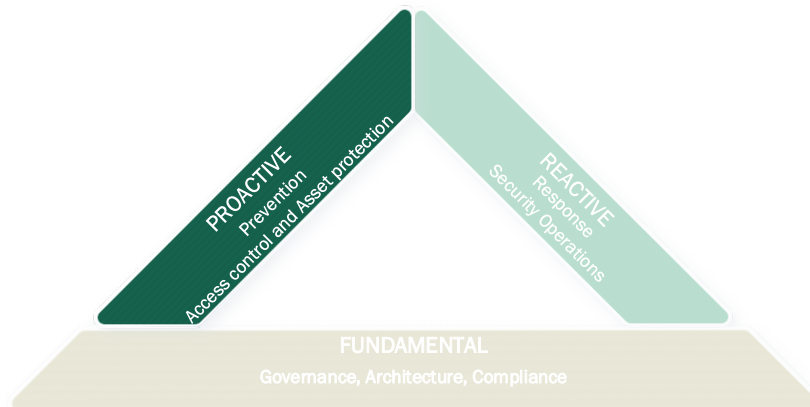 PROACTIVE
Prevention
Access control and Asset protection
REACTIVE
Response
Security Operations
FUNDAMENTAL
Governance, Architecture, Compliance